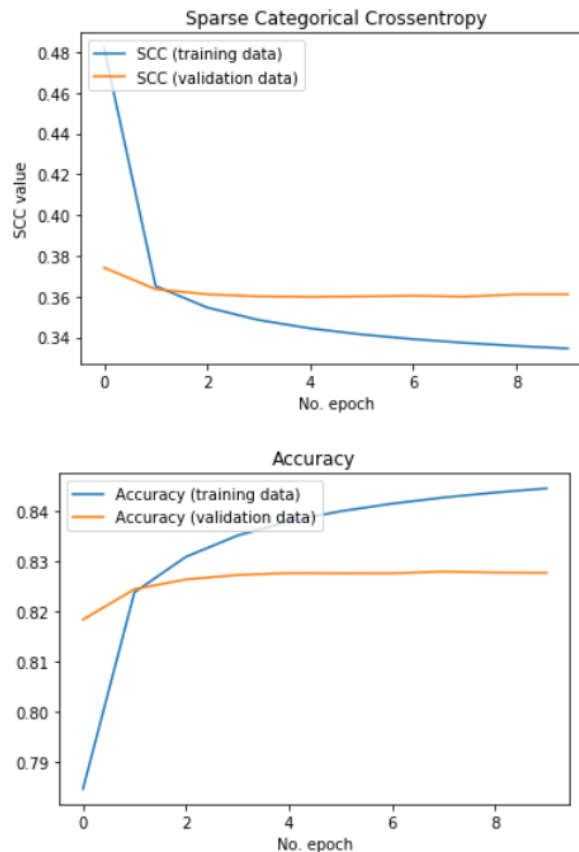 Sparse Categorical Crossentropy
SCC (training data)
SCC (validation data)
0.48
0.46
0.44
0.42
0.40
0.38
0.36
0.34
SCC value
0 2 4 6 8
No. epoch
Accuracy
Accuracy (training data)
Accuracy (validation data)
0.84
0.83
0.82
0.81
0.80
0.79
0 2 4 6 8
No. epoch